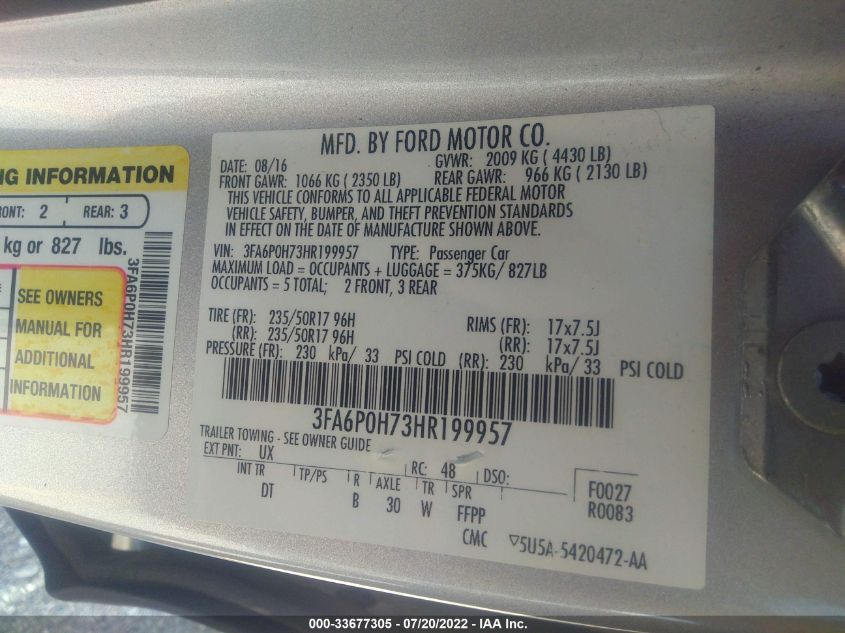 MFD. BY FORD MOTOR CO.
DATE: 08/16 GVWR: 2009 KG ( 4430 LB)
FRONT GAWR: 1066 KG ( 2350 LB) REAR GAWR: 966 KG ( 2130 LB)
THIS VEHICLE CONFORMS TO ALL APPLICABLE FEDERAL MOTOR
VEHICLE SAFETY, BUMPER, AND THEFT PREVENTION STANDARDS
IN EFFECT ON THE DATE OF MANUFACTURE SHOWN ABOVE.
VIN: 3FA6P0H73HR199957 TYPE: Passenger Car
MAXIMUM LOAD = OCCUPANTS + LUGGAGE = 375KG/ 827LB
OCCUPANTS = 5 TOTAL; 2 FRONT, 3 REAR
TIRE (FR): 235/50R17 96H RIMS (FR): 17x7.5J
(RR): 235/50R17 96H (RR): 17x7.5J
PRESSURE (FR): 230 kPa/ 33 PSI COLD (RR): 230 kPa/ 33 PSI COLD
3FA6P0H73HR199957
TRAILER TOWING - SEE OWNER GUIDE
EXT PNT: UX RC: 48 DSO:
INT TR TP/PS R AXLE TR SPR F0027
DT B 30 W FFPP R0083
CMC 5U5A-5420472-AA
NG INFORMATION
RONT: 2 REAR: 3
kg or 827 lbs.
SEE OWNERS
MANUAL FOR
ADDITIONAL
INFORMATION
3FA6P0H73HR199957
000-33677305 - 07/20/2022 - IAA Inc.